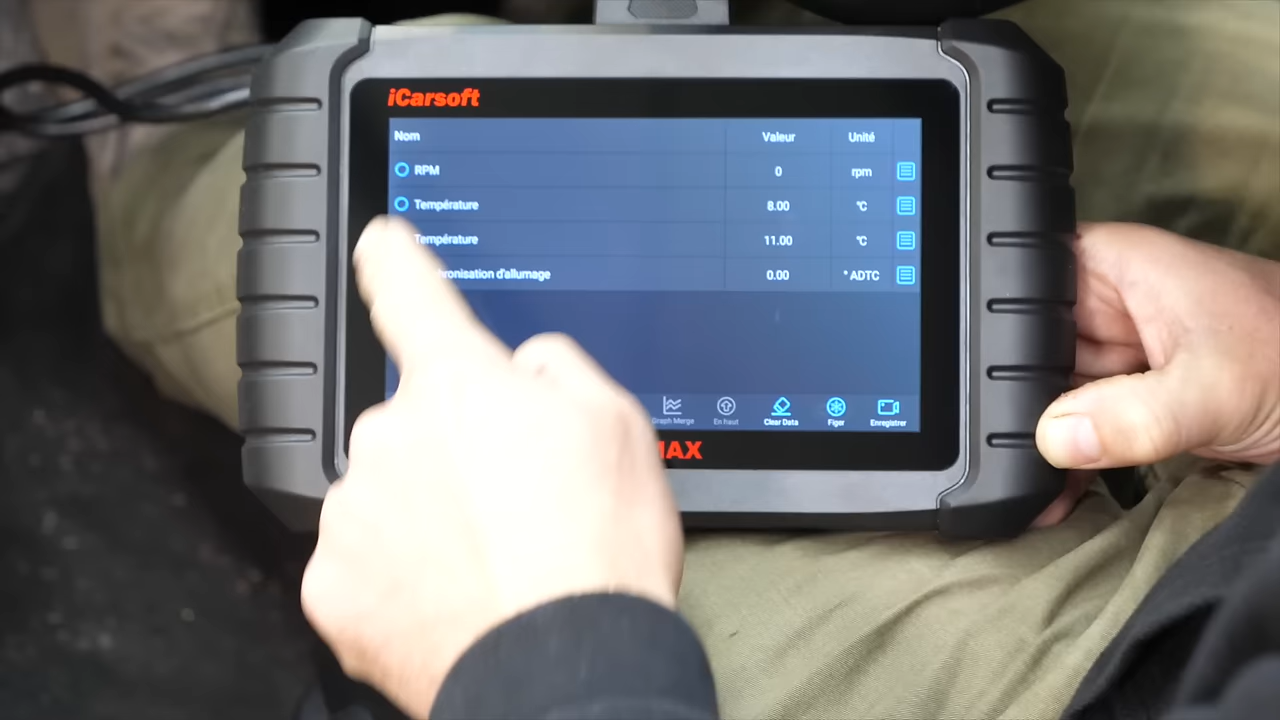 iCarsoft
Nom Valeur Unité
RPM 0 rpm
Température 8.00 °C
Température 11.00 °C
d'allumage 0.00 ° ADTC
Graph Merge En haut Clear Data Figer Enregistrer
MAX